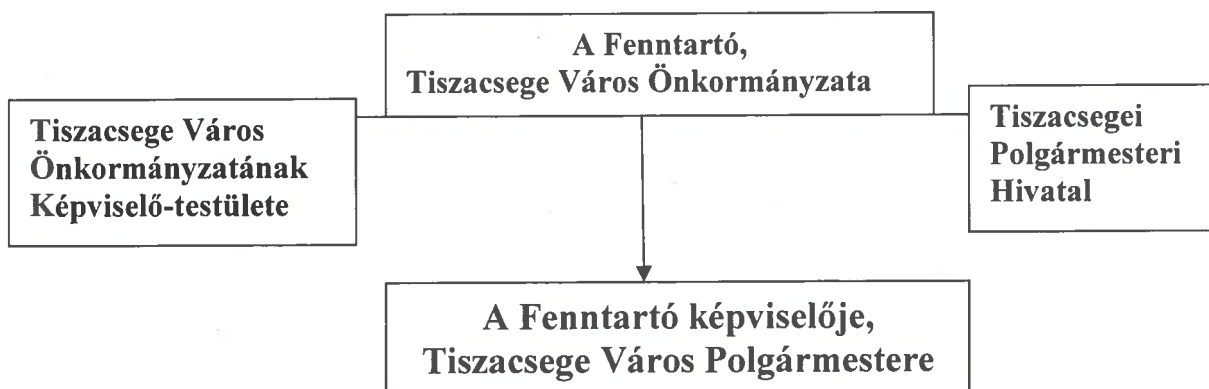 A Fenntartó,
Tiszacsege Város Önkormányzata
Tiszacsege Város
Önkormányzatának
Képviselő-testülete
Tiszacsegei
Polgármesteri
Hivatal
A Fenntartó képviselője,
Tiszacsege Város Polgármestere